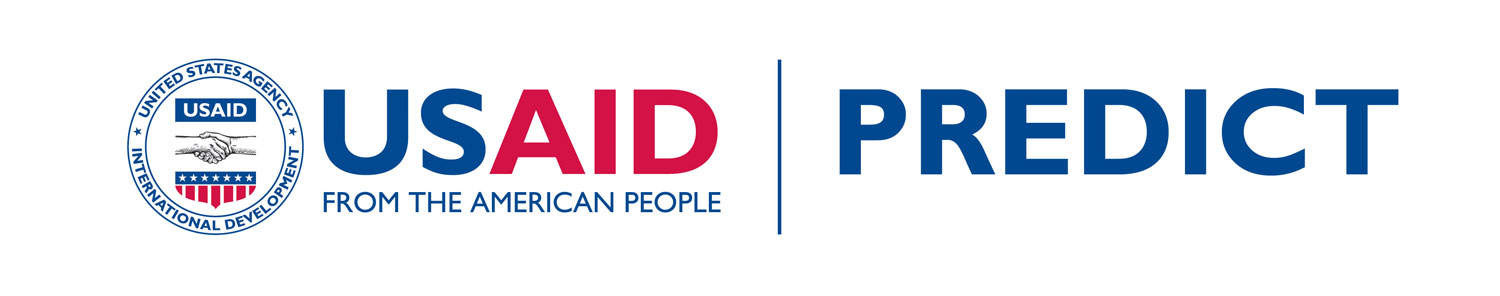 UNITED STATES AGENCY
USAID
INTERNATIONAL DEVELOPMENT
USAID
FROM THE AMERICAN PEOPLE
PREDICT